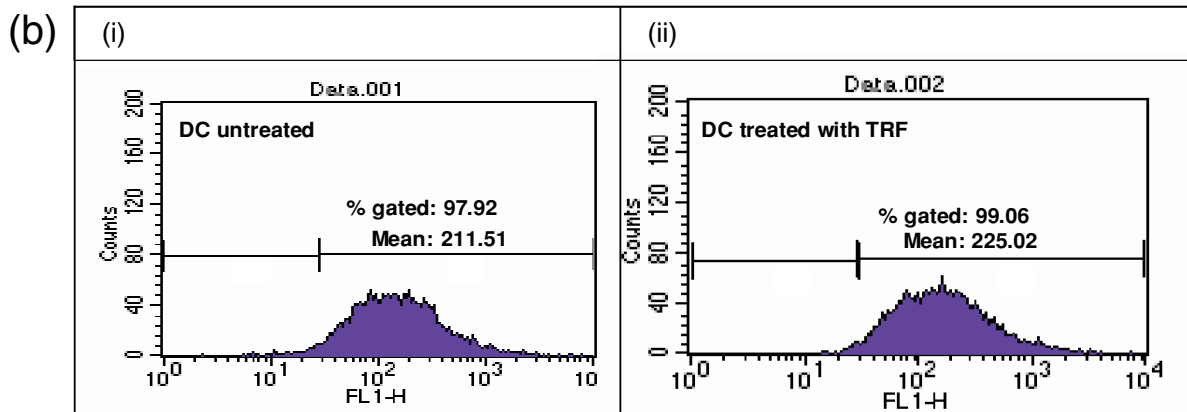 (b)
(i)
(ii)
Data.001
DC untreated
% gated: 97.92
Mean: 211.51
Counts
200
160
120
80
40
0
10^0
10^1
10^2
10^3
10
FL1-H
Data.002
DC treated with TRF
% gated: 99.06
Mean: 225.02
Counts
200
160
120
80
40
0
10^0
10^1
10^2
10^3
10^4
FL1-H